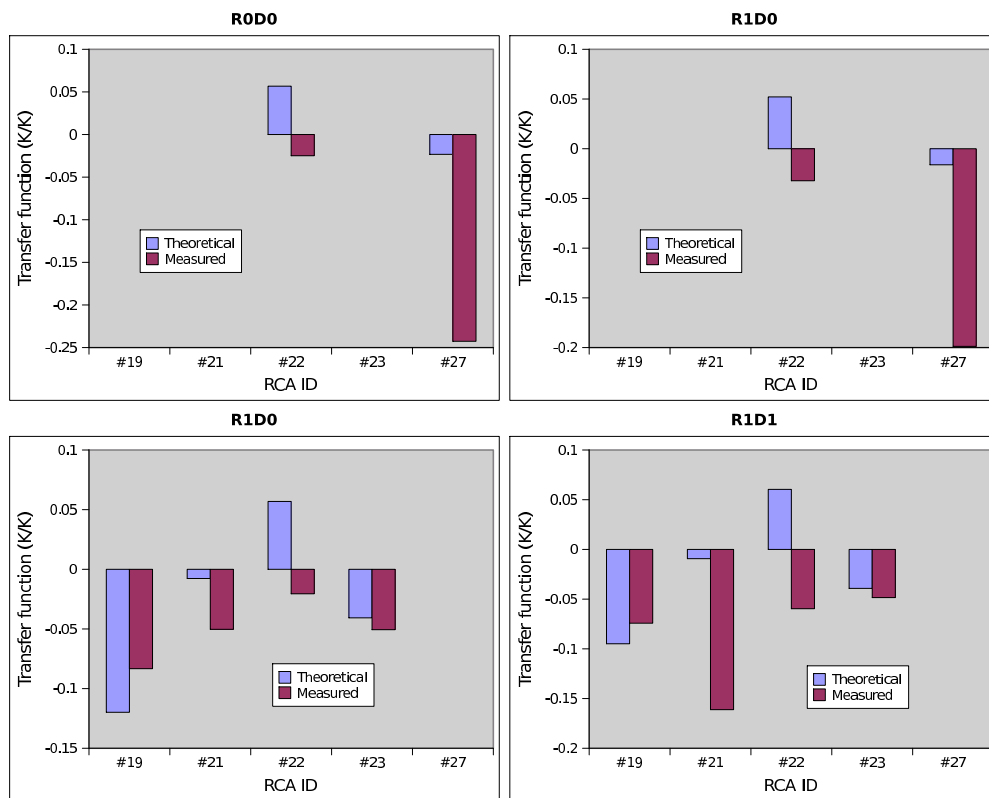 R0D0
0.1
0.05
0
-0.05
-0.1
-0.15
-0.2
-0.25
Transfer function (K/K)
Theoretical
Measured
#19 #21 #22 #23 #27
RCA ID
R1D0
0.1
0.05
0
-0.05
-0.1
-0.15
-0.2
Transfer function (K/K)
Theoretical
Measured
#19 #21 #22 #23 #27
RCA ID
R1D0
0.1
0.05
0
-0.05
-0.1
-0.15
Transfer function (K/K)
Theoretical
Measured
#19 #21 #22 #23 #27
RCA ID
R1D1
0.1
0.05
0
-0.05
-0.1
-0.15
-0.2
Transfer function (K/K)
Theoretical
Measured
#19 #21 #22 #23 #27
RCA ID